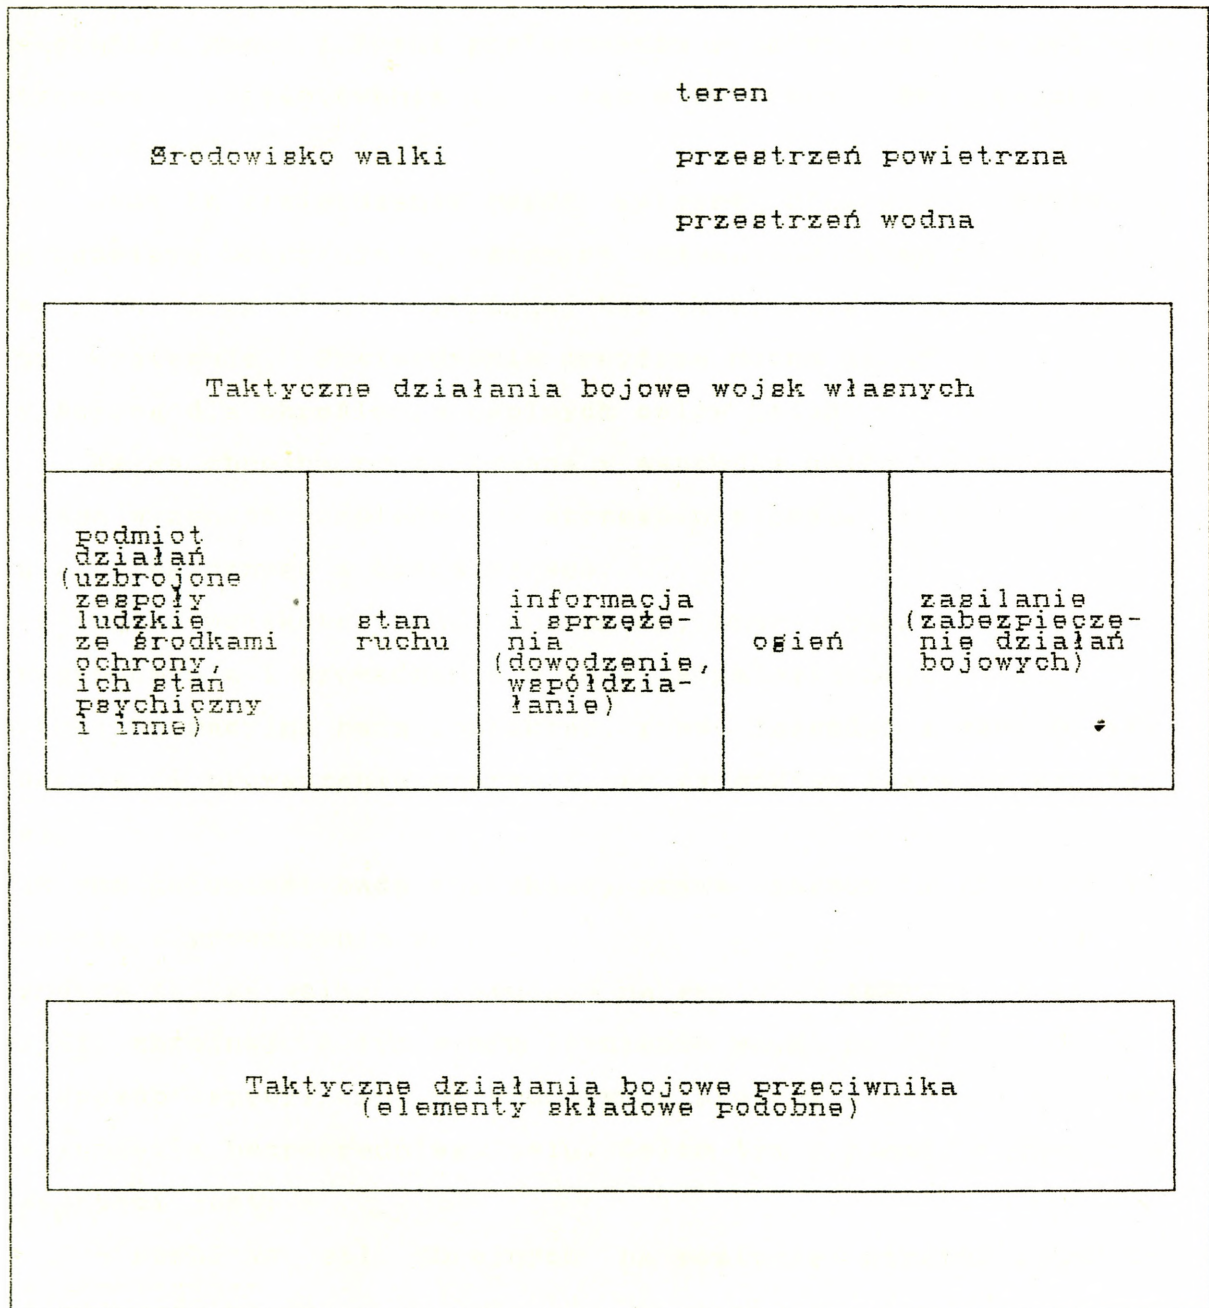 teren
Środowisko walki
przestrzeń powietrzna
przestrzeń wodna
Taktyczne działania bojowe wojsk własnych
podmiot
działań
(uzbrojone
zespoły
ludzkie
ze środkami
ochrony,
ich stan
psychiczny
i inne)
stan
ruchu
informacja
i sprzęże-
nia
(dowodzenie,
współdzia-
łanie)
ogień
zasilanie
(zabezpiecze-
nie działań
bojowych)
Taktyczne działania bojowe przeciwnika
(elementy składowe podobne)